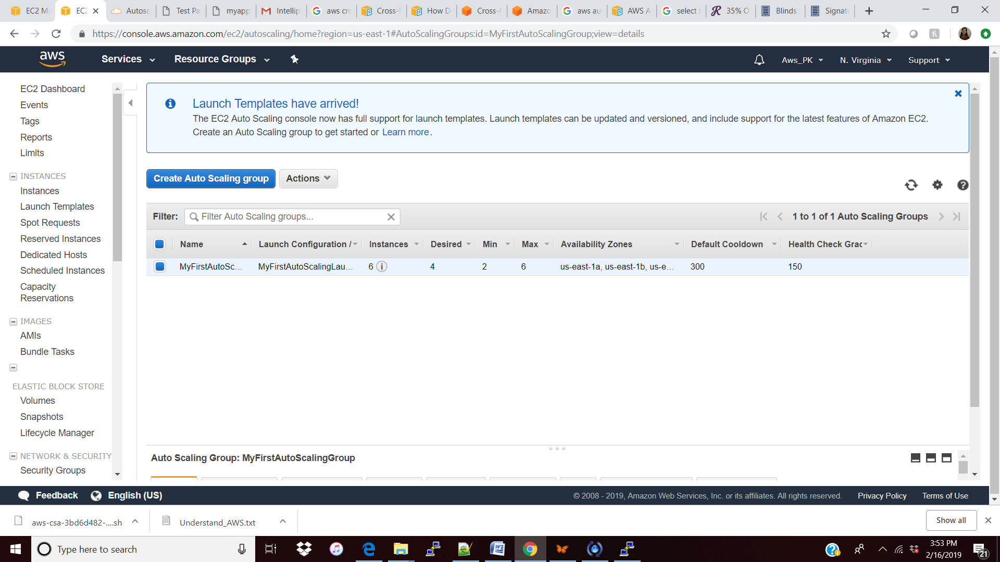 EC2 Ma
EC2
Autosc
Test Pa
myapp
Intellip
aws cro
Cross-R
How D
Cross-R
Amazo
aws au
AWS A
select
35% O
Blinds
Signat
https://console.aws.amazon.com/ec2/autoscaling/home?region=us-east-1#AutoScalingGroups:id=MyFirstAutoScalingGroup;view=details
aws
Services
Resource Groups
Aws_PK
N. Virginia
Support
EC2 Dashboard
Events
Tags
Reports
Limits
INSTANCES
Instances
Launch Templates
Spot Requests
Reserved Instances
Dedicated Hosts
Scheduled Instances
Capacity
Reservations
IMAGES
AMIs
Bundle Tasks
ELASTIC BLOCK STORE
Volumes
Snapshots
Lifecycle Manager
NETWORK & SECURITY
Security Groups
Launch Templates have arrived!
The EC2 Auto Scaling console now has full support for launch templates. Launch templates can be updated and versioned, and include support for the latest features of Amazon EC2.
Create an Auto Scaling group to get started or Learn more.
Create Auto Scaling group
Actions
Filter:
Filter Auto Scaling groups...
1 to 1 of 1 Auto Scaling Groups
Name
Launch Configuration /
Instances
Desired
Min
Max
Availability Zones
Default Cooldown
Health Check Grac
MyFirstAutoSc...
MyFirstAutoScalingLau...
6
4
2
6
us-east-1a, us-east-1b, us-e...
300
150
Auto Scaling Group: MyFirstAutoScalingGroup
Feedback
English (US)
© 2008 - 2019, Amazon Web Services, Inc. or its affiliates. All rights reserved.
Privacy Policy
Terms of Use
aws-csa-3bd6d482-....sh
Understand_AWS.txt
Show all
Type here to search
3:53 PM
2/16/2019
21